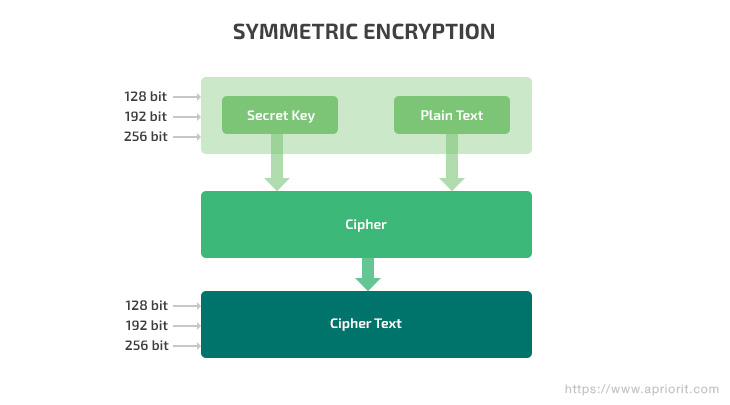 SYMMETRIC ENCRYPTION
128 bit
192 bit
256 bit
Secret Key
Plain Text
Cipher
128 bit
192 bit
256 bit
Cipher Text
https://www.apriorit.com